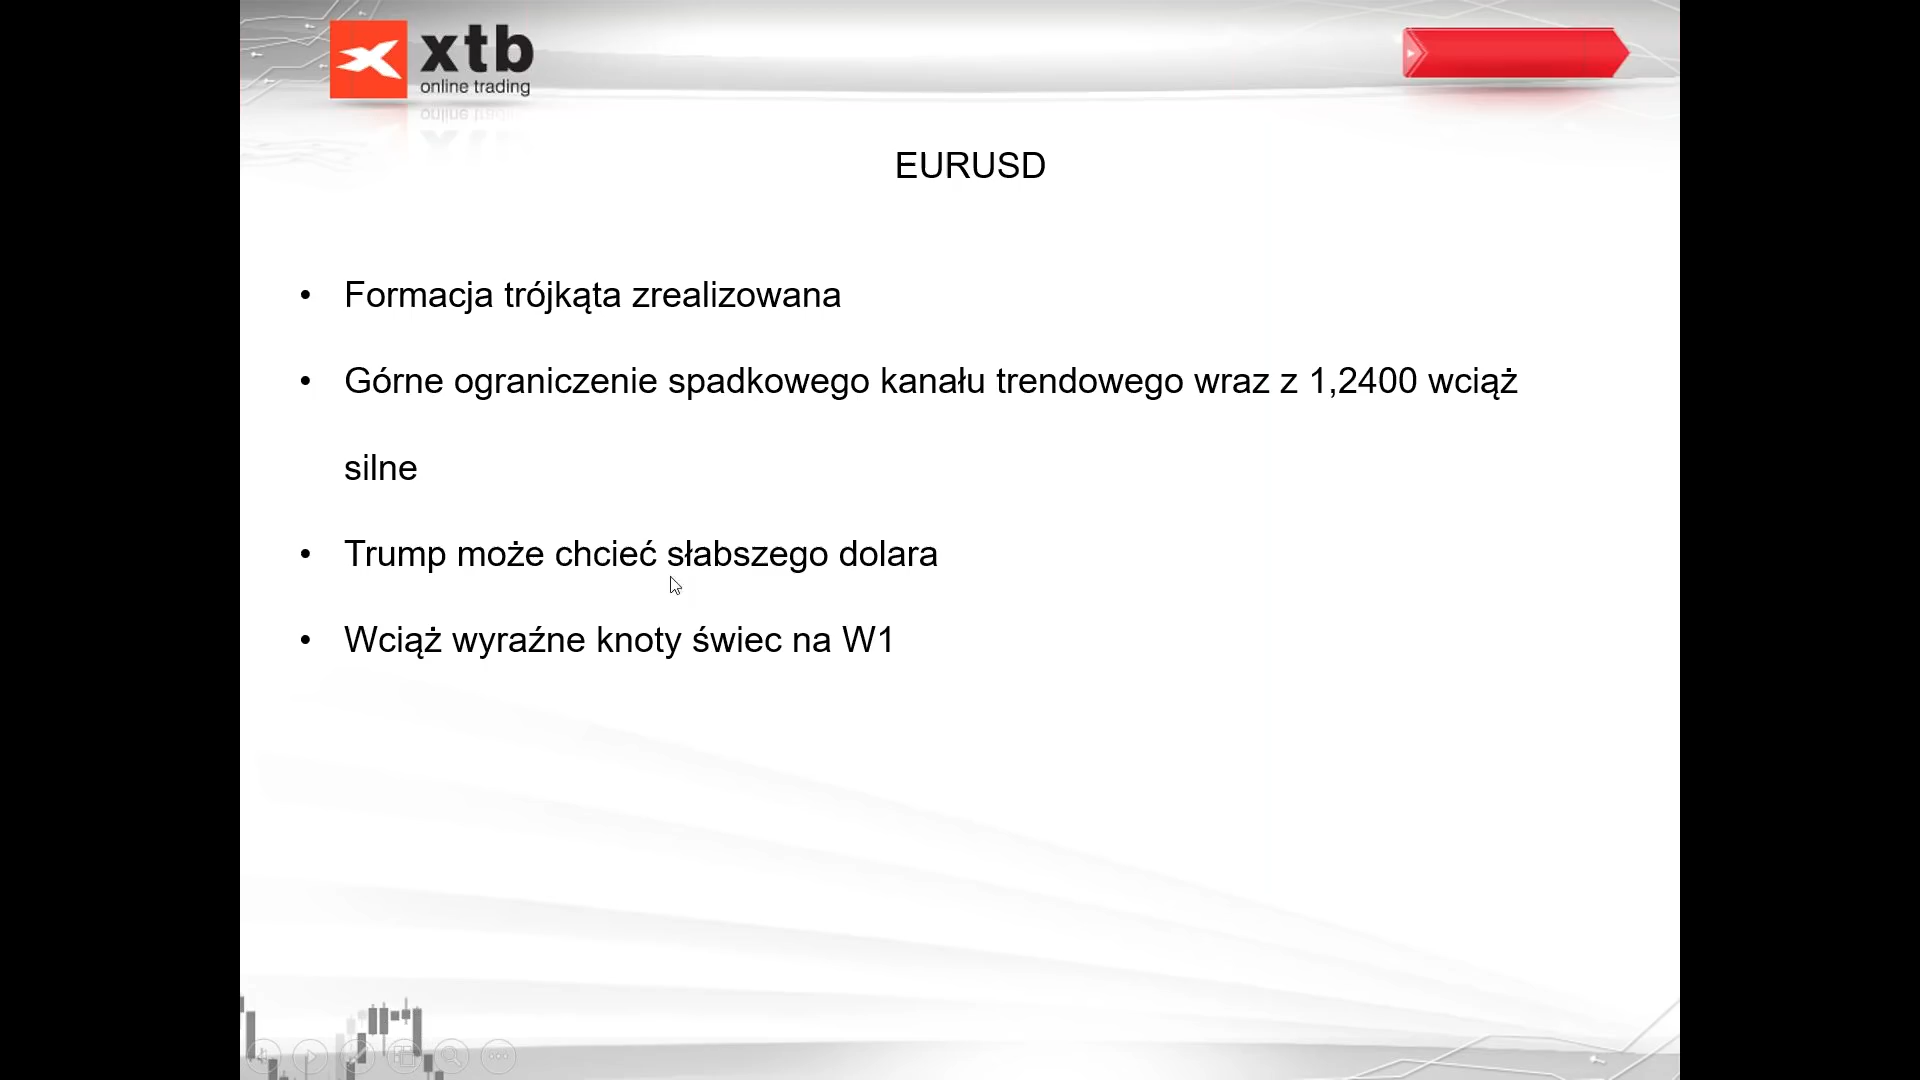 xtb
online trading
EURUSD
• Formacja trójkąta zrealizowana
• Górne ograniczenie spadkowego kanału trendowego wraz z 1,2400 wciąż
silne
• Trump może chcieć słabszego dolara
• Wciąż wyraźne knoty świec na W1